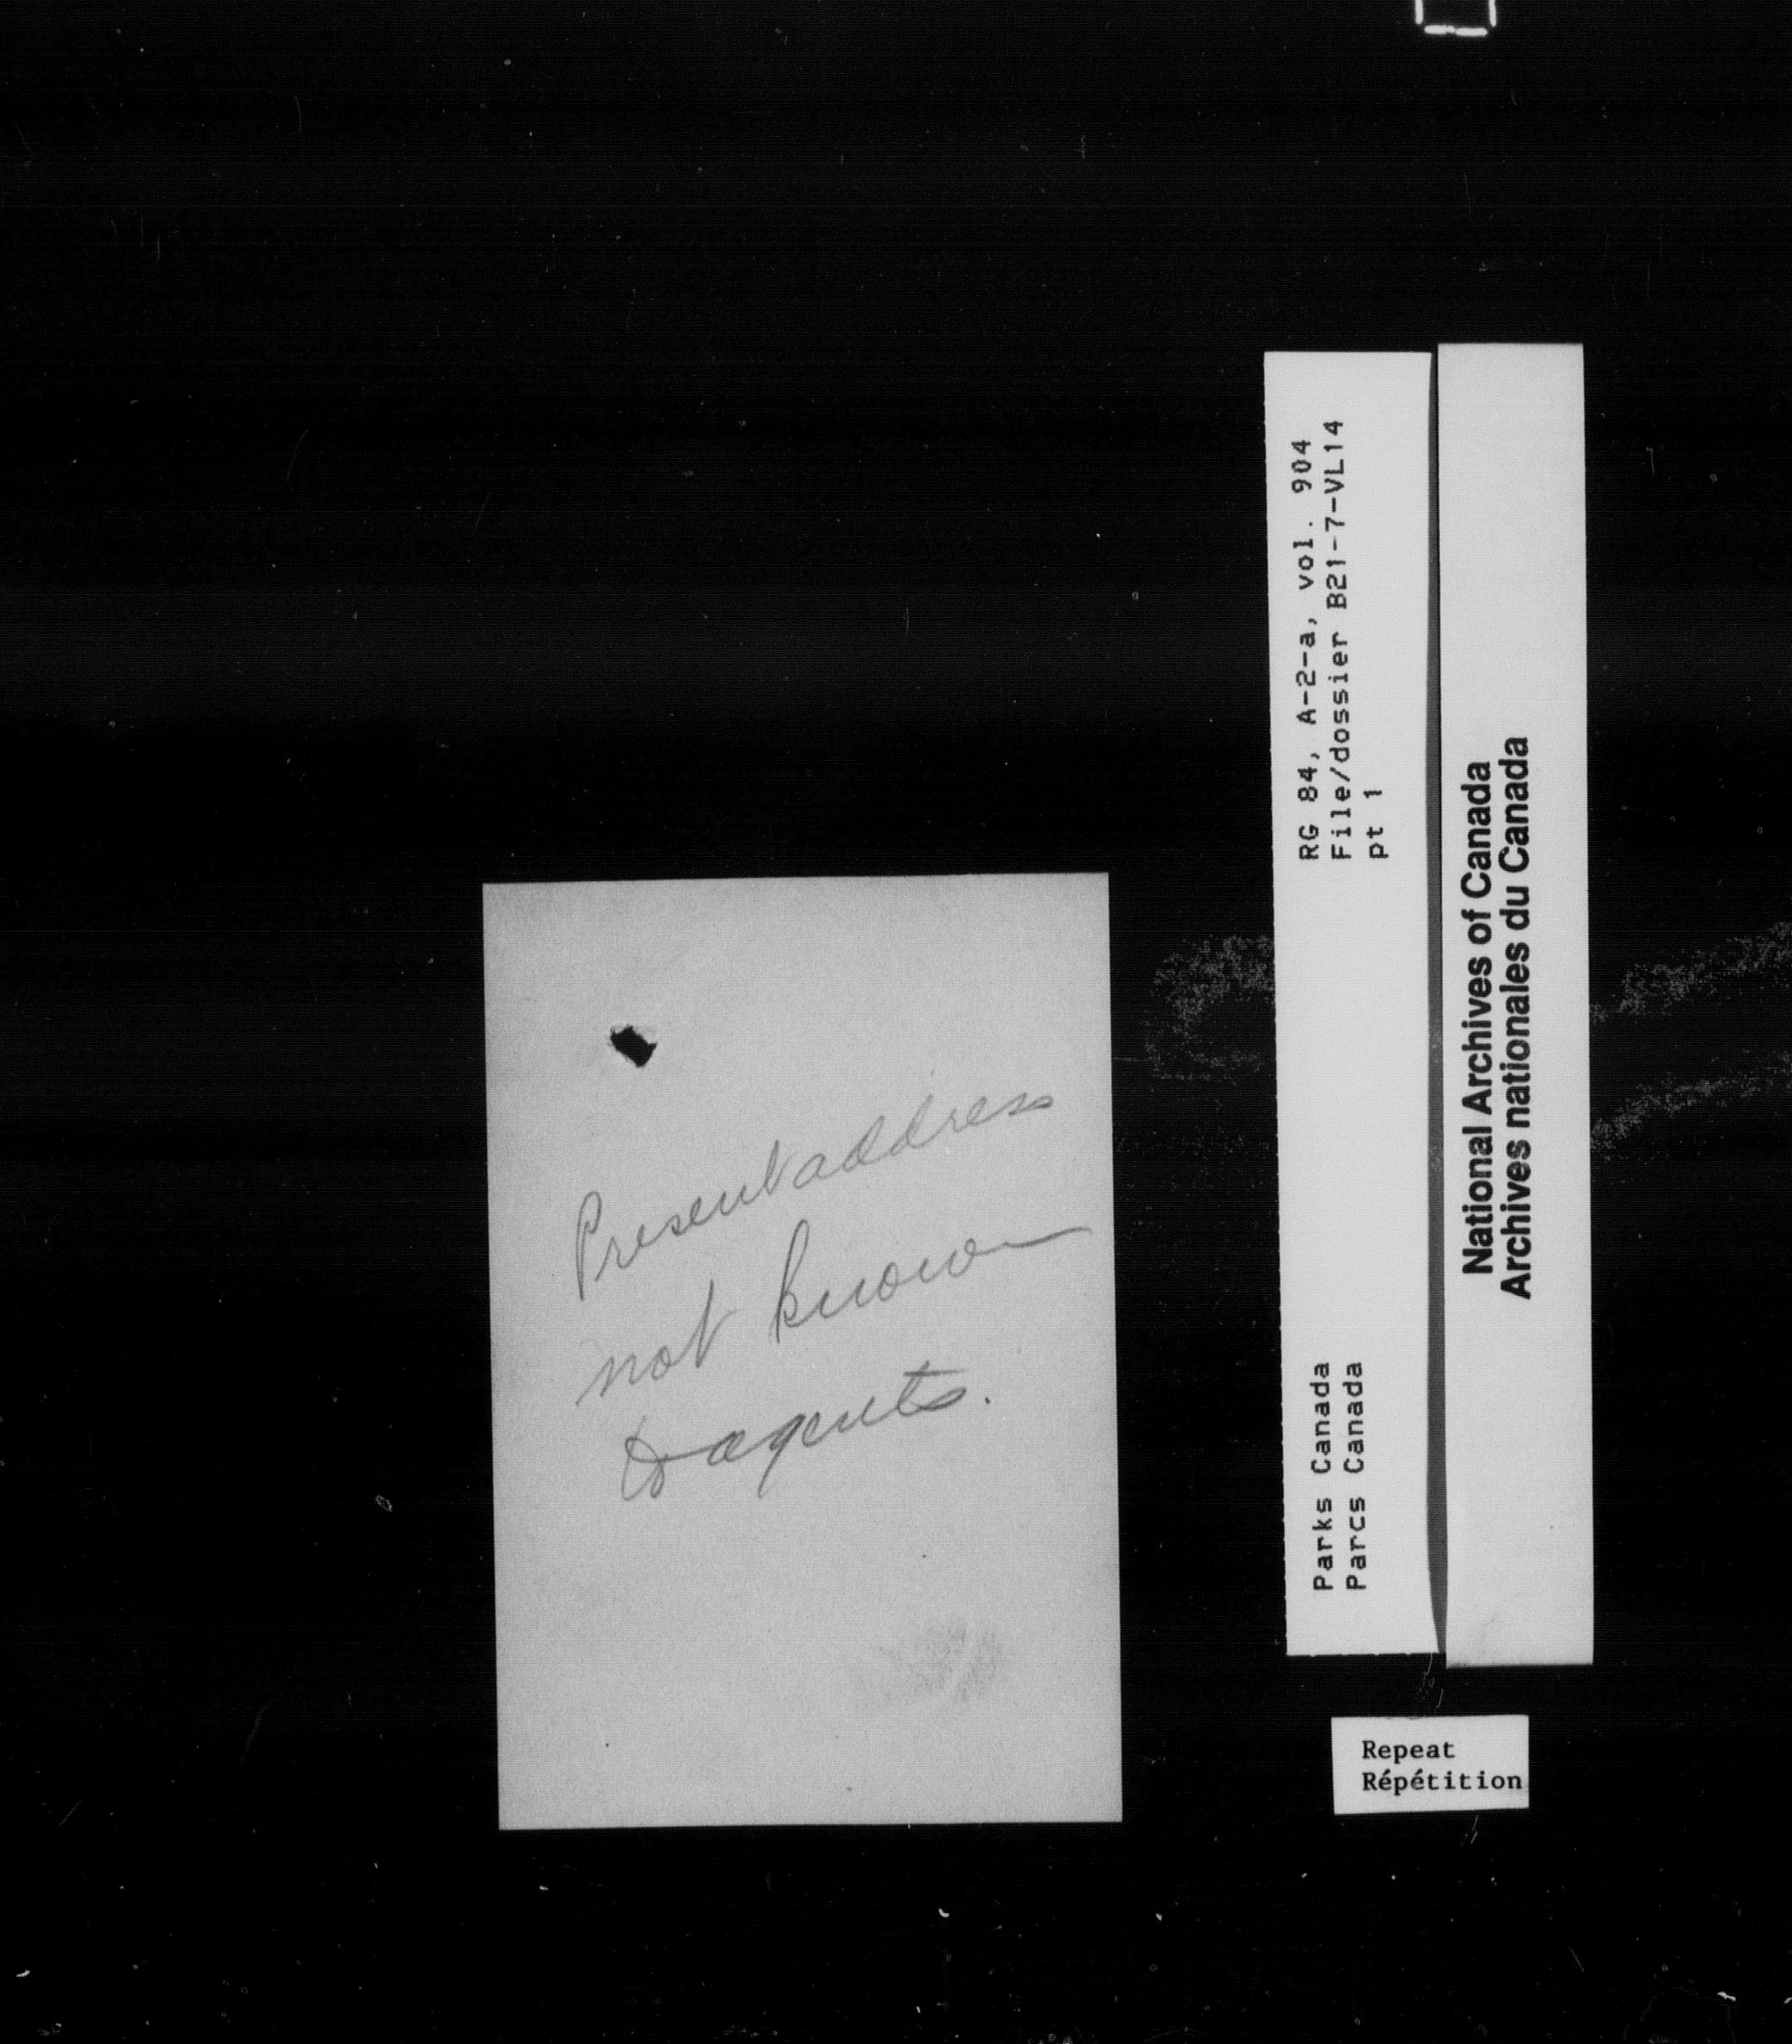 Present address
not known
to agents.
RG 84, A-2-a, vol. 904
File/dossier B21-7-VL14
pt 1
Parks Canada
Parcs Canada
National Archives of Canada
Archives nationales du Canada
Repeat
Répétition